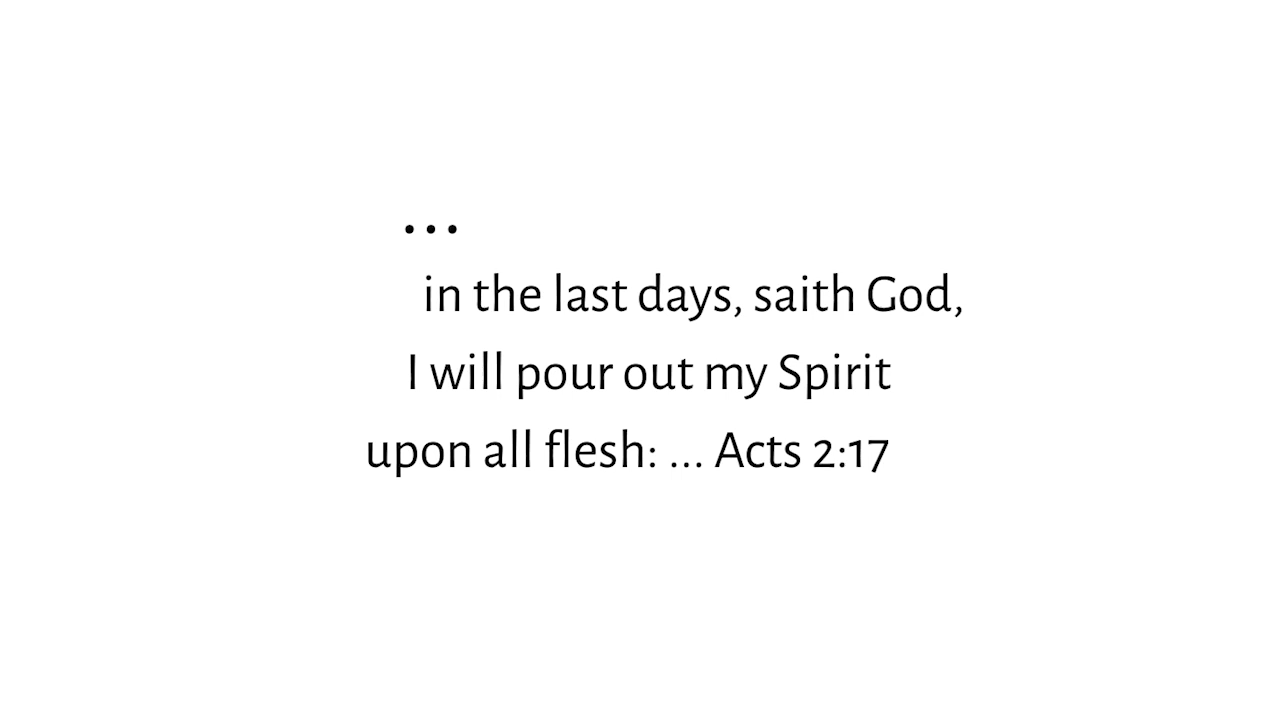 ...
in the last days, saith God,
I will pour out my Spirit
upon all flesh: ... Acts 2:17